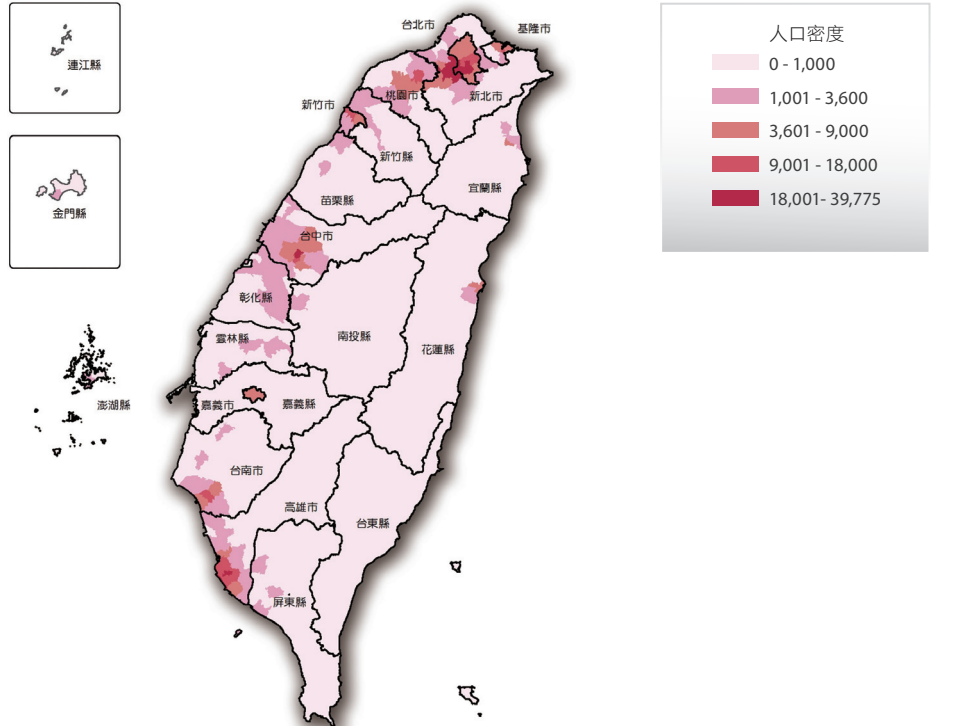 台北市
基隆市
連江縣
桃園市
新北市
新竹市
新竹縣
宜蘭縣
苗栗縣
金門縣
台中市
彰化縣
雲林縣
南投縣
花蓮縣
澎湖縣
嘉義市
嘉義縣
台南市
高雄市
台東縣
屏東縣
人口密度
0 - 1,000
1,001 - 3,600
3,601 - 9,000
9,001 - 18,000
18,001- 39,775